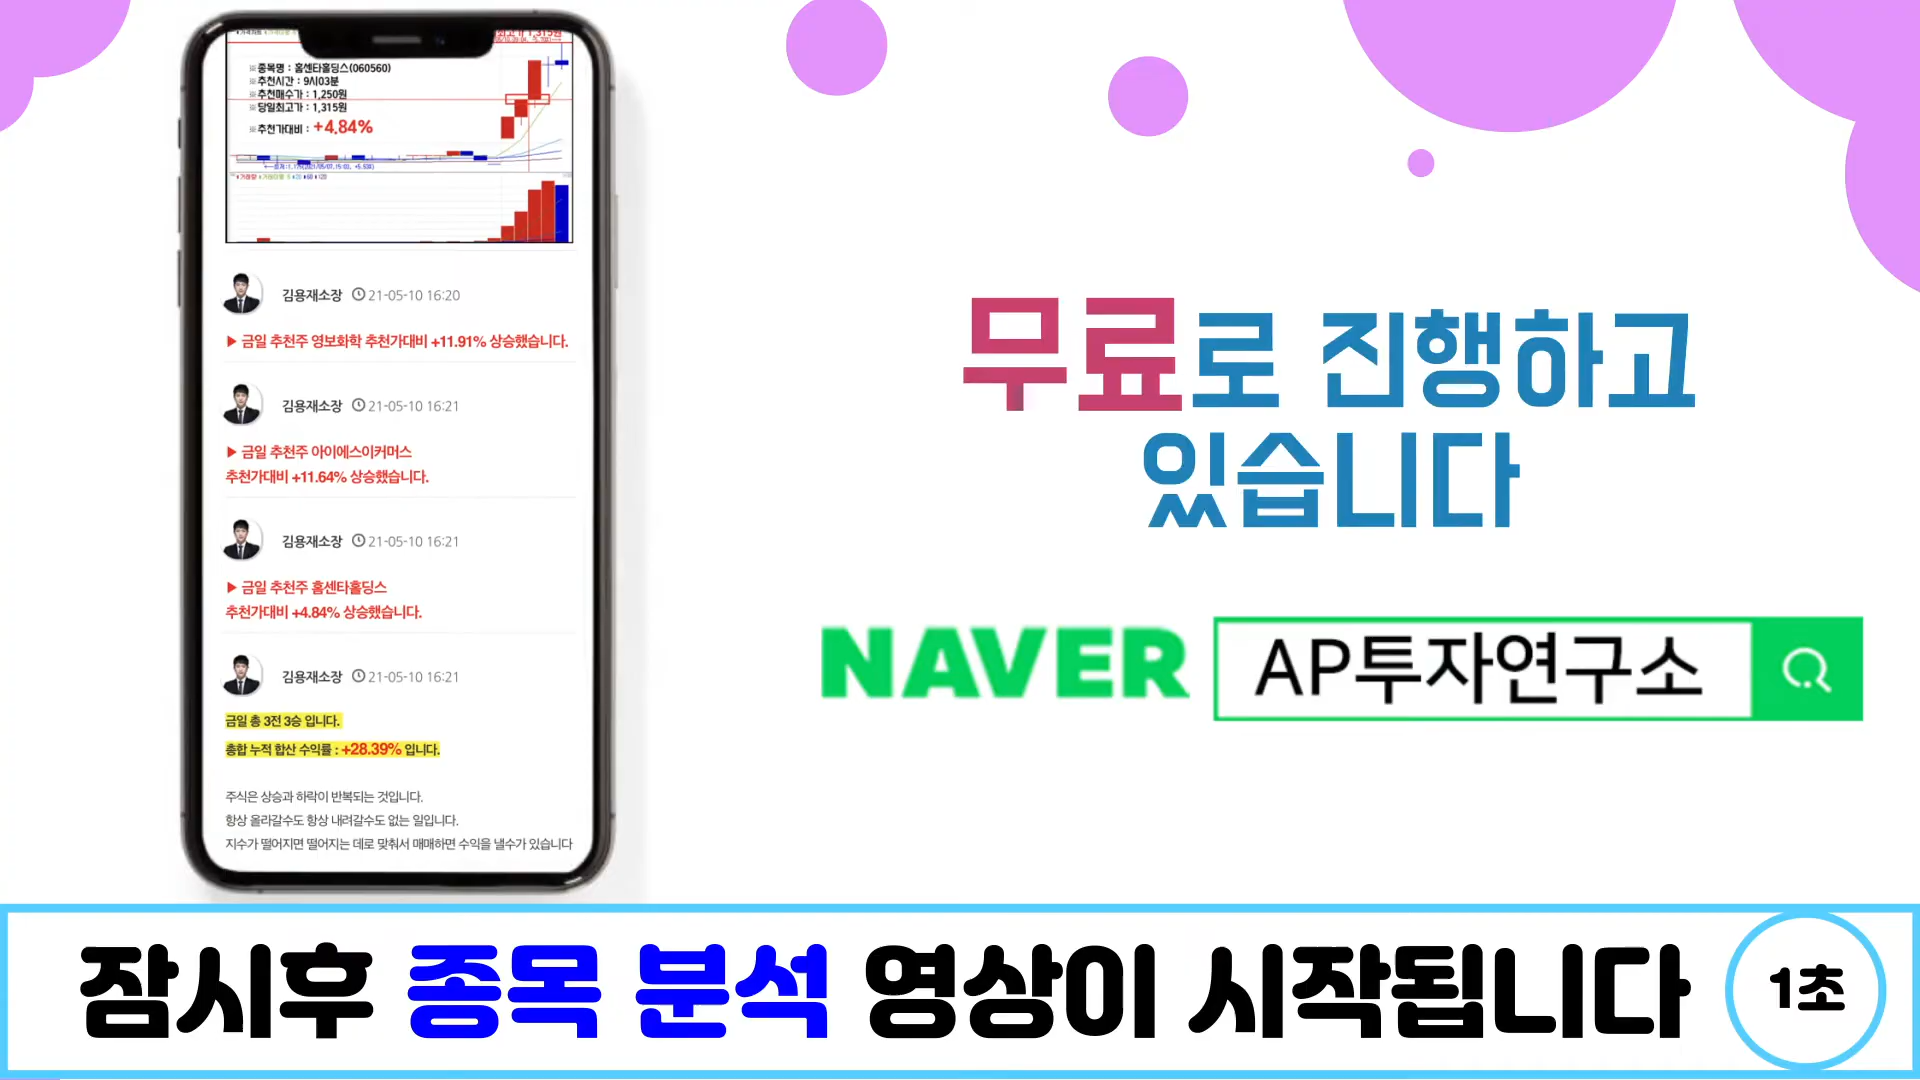 ※종목명 : 홈센타홀딩스(060560)
※추천시간 : 9시03분
※추천매수가 : 1,250원
※당일최고가 : 1,315원
※추천가대비 : +4.84%
김용재소장 21-05-10 16:20
▶ 금일 추천주 영보화학 추천가대비 +11.91% 상승했습니다.
김용재소장 21-05-10 16:21
▶ 금일 추천주 아이에스이커머스
추천가대비 +11.64% 상승했습니다.
김용재소장 21-05-10 16:21
▶ 금일 추천주 홈센타홀딩스
추천가대비 +4.84% 상승했습니다.
김용재소장 21-05-10 16:21
금일 총 3전 3승 입니다.
총합 누적 합산 수익률 : +28.39% 입니다.
주식은 상승과 하락이 반복되는 것입니다.
항상 올라갈수도 항상 내려갈수도 없는 일입니다.
지수가 떨어지면 떨어지는 데로 맞춰서 매매하면 수익을 낼수가 있습니다
무료로 진행하고
있습니다
NAVER AP투자연구소
잠시후 종목 분석 영상이 시작됩니다 1초